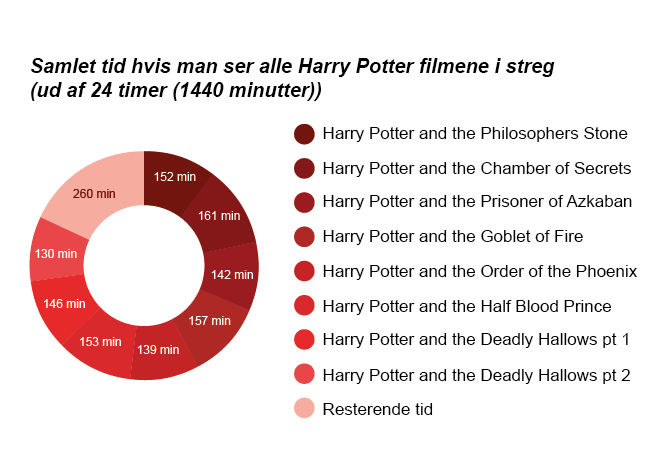 Samlet tid hvis man ser alle Harry Potter filmene i streg
(ud af 24 timer (1440 minutter))
Harry Potter and the Philosophers Stone
Harry Potter and the Chamber of Secrets
Harry Potter and the Prisoner of Azkaban
Harry Potter and the Goblet of Fire
Harry Potter and the Order of the Phoenix
Harry Potter and the Half Blood Prince
Harry Potter and the Deadly Hallows pt 1
Harry Potter and the Deadly Hallows pt 2
Resterende tid
152 min
161 min
142 min
157 min
139 min
153 min
146 min
130 min
260 min